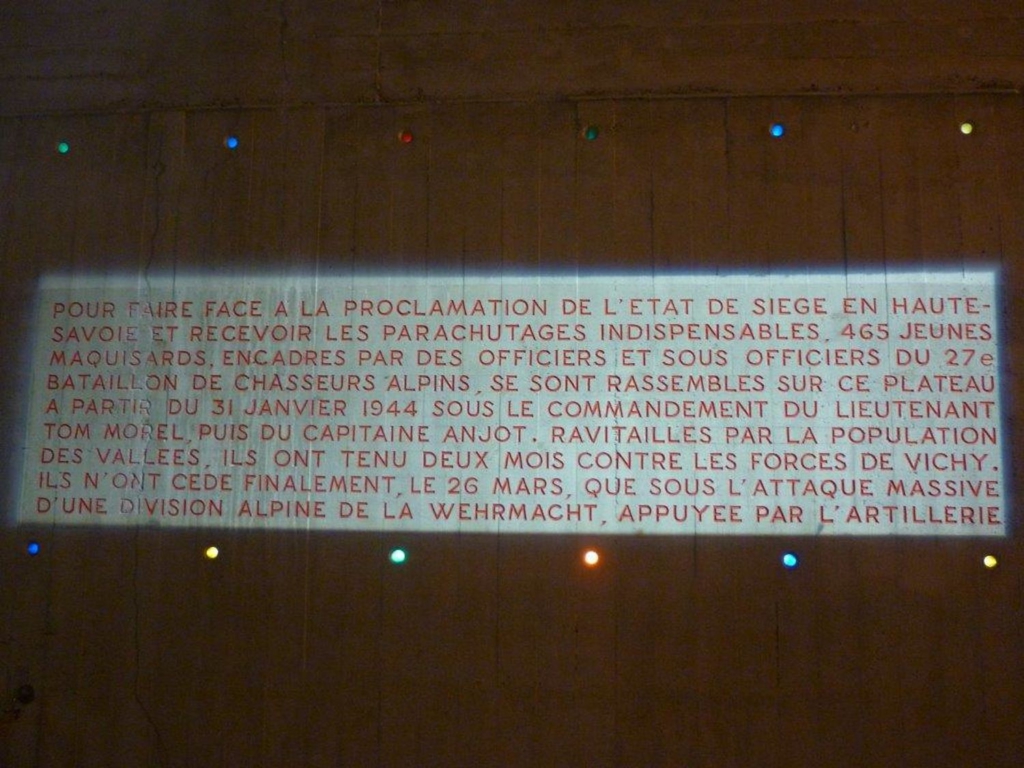 POUR FAIRE FACE A LA PROCLAMATION DE L'ETAT DE SIEGE EN HAUTE-
SAVOIE ET RECEVOIR LES PARACHUTAGES INDISPENSABLES, 465 JEUNES
MAQUISARDS, ENCADRES PAR DES OFFICIERS ET SOUS OFFICIERS DU 27e
BATAILLON DE CHASSEURS ALPINS, SE SONT RASSEMBLES SUR CE PLATEAU
A PARTIR DU 31 JANVIER 1944 SOUS LE COMMANDEMENT DU LIEUTENANT
TOM MOREL, PUIS DU CAPITAINE ANJOT. RAVITAILLES PAR LA POPULATION
DES VALLEES, ILS ONT TENU DEUX MOIS CONTRE LES FORCES DE VICHY.
ILS N'ONT CEDE FINALEMENT, LE 26 MARS, QUE SOUS L'ATTAQUE MASSIVE
D'UNE DIVISION ALPINE DE LA WEHRMACHT, APPUYEE PAR L'ARTILLERIE